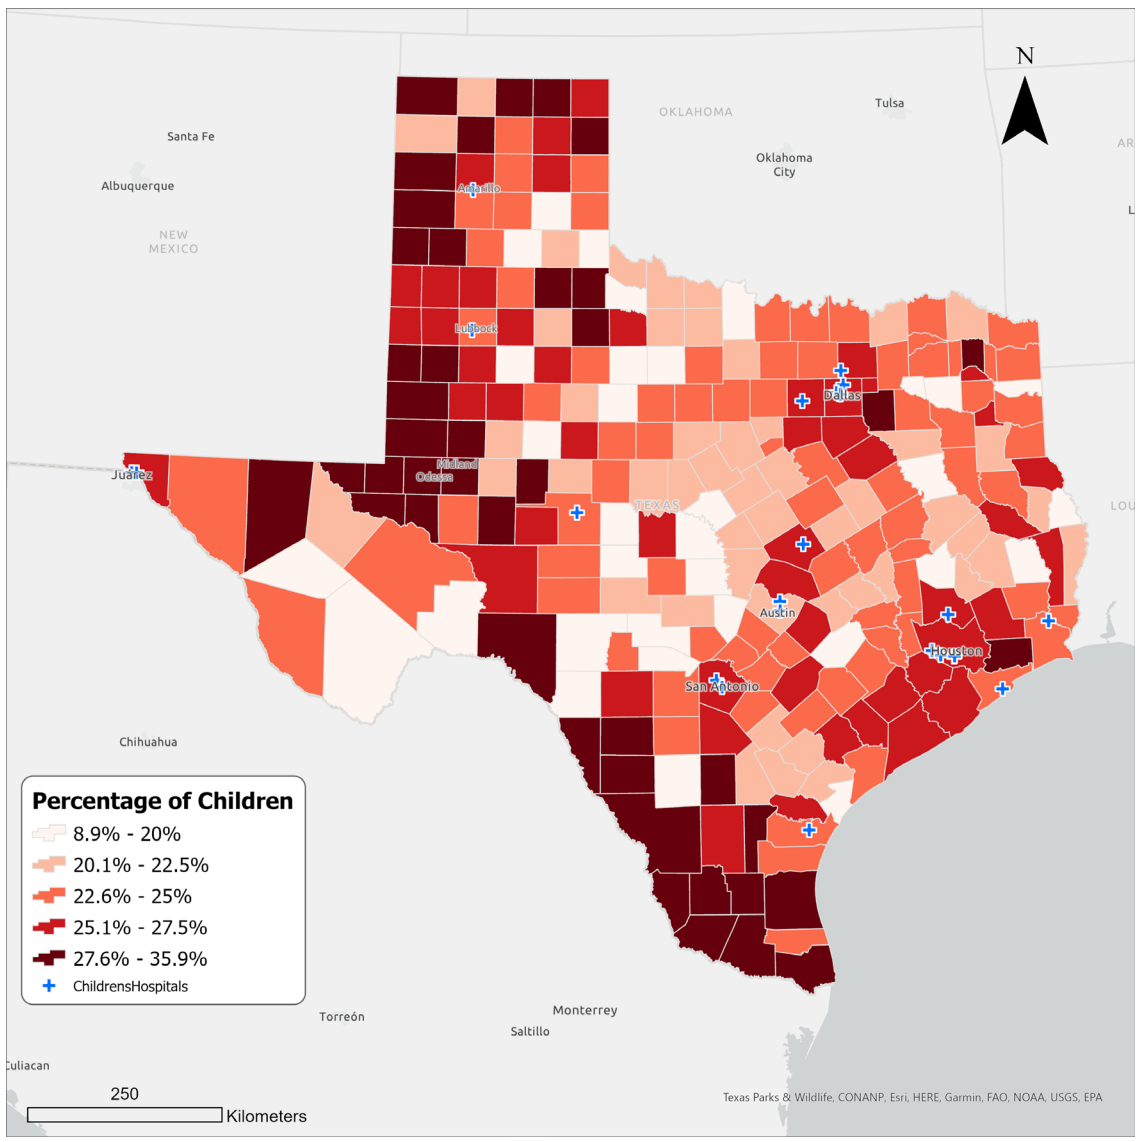 N
OKLAHOMA
Tulsa
Santa Fe
Oklahoma
City
AR
Albuquerque
Amarillo
L
NEW
MEXICO
Lubbock
Dallas
Juárez
Midland
Odessa
TEXAS
LOU
Austin
Houston
San Antonio
Chihuahua
Percentage of Children
8.9% - 20%
20.1% - 22.5%
22.6% - 25%
25.1% - 27.5%
27.6% - 35.9%
ChildrensHospitals
Monterrey
Torreón
Saltillo
Culiacan
250
Kilometers
Texas Parks & Wildlife, CONANP, Esri, HERE, Garmin, FAO, NOAA, USGS, EPA